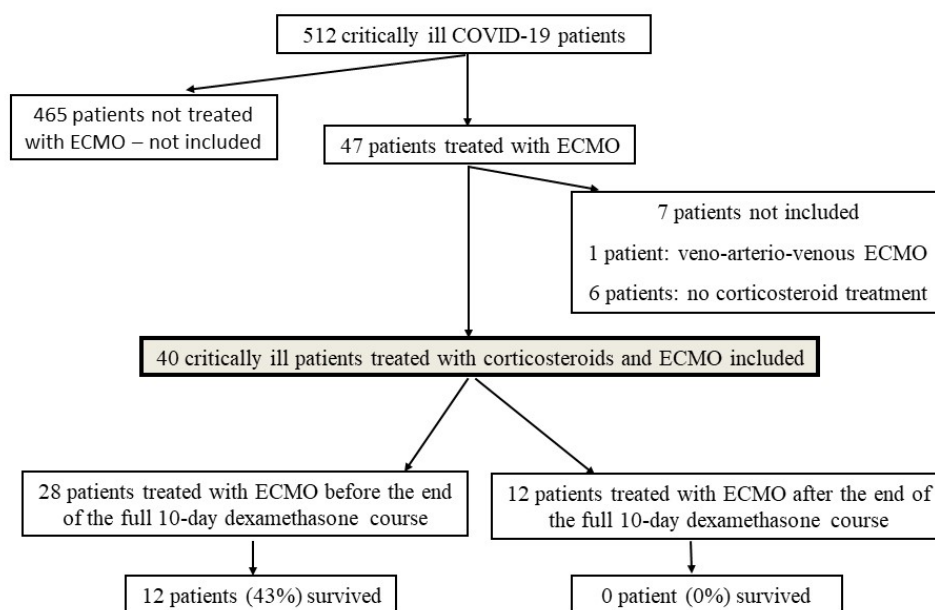 512 critically ill COVID-19 patients
465 patients not treated
with ECMO – not included
47 patients treated with ECMO
7 patients not included
1 patient: veno-arterio-venous ECMO
6 patients: no corticosteroid treatment
40 critically ill patients treated with corticosteroids and ECMO included
28 patients treated with ECMO before the end
of the full 10-day dexamethasone course
12 patients treated with ECMO after the end of
the full 10-day dexamethasone course
12 patients (43%) survived
0 patient (0%) survived